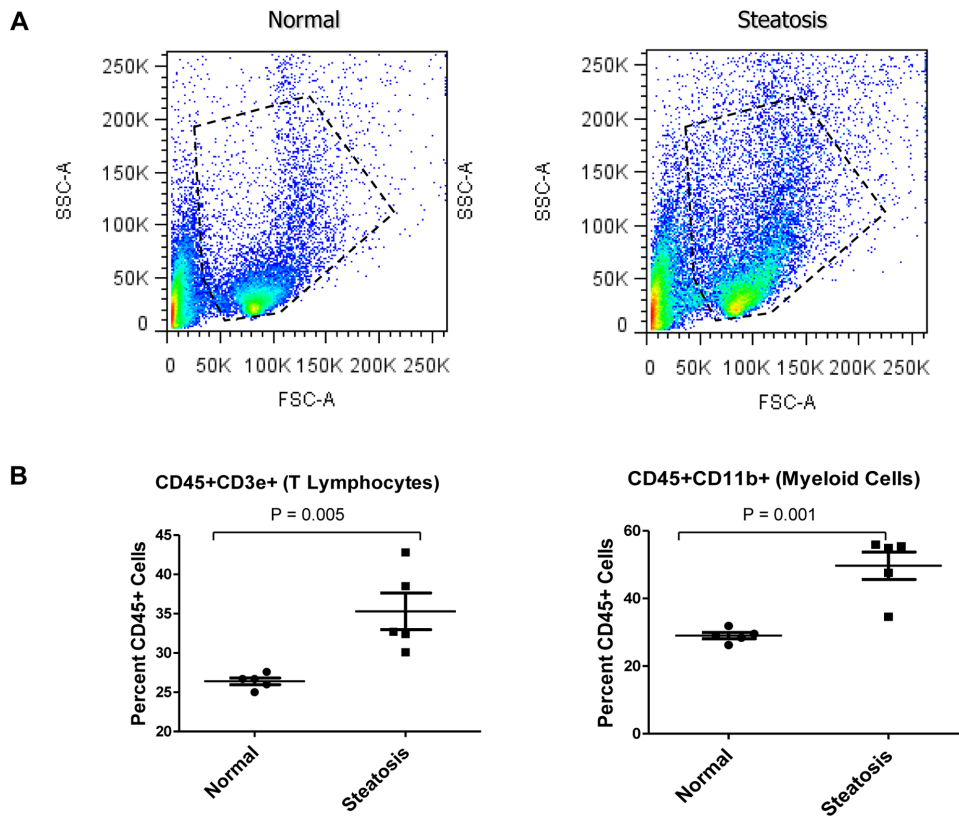 A
Normal
Steatosis
250K
200K
150K
100K
50K
0
SSC-A
0 50K 100K 150K 200K 250K
FSC-A
SSC-A
250K
200K
150K
100K
50K
0
SSC-A
0 50K 100K 150K 200K 250K
FSC-A
B
CD45+CD3e+ (T Lymphocytes)
P = 0.005
45
40
35
30
25
20
Percent CD45+ Cells
Normal
Steatosis
CD45+CD11b+ (Myeloid Cells)
P = 0.001
60
40
20
0
Percent CD45+ Cells
Normal
Steatosis